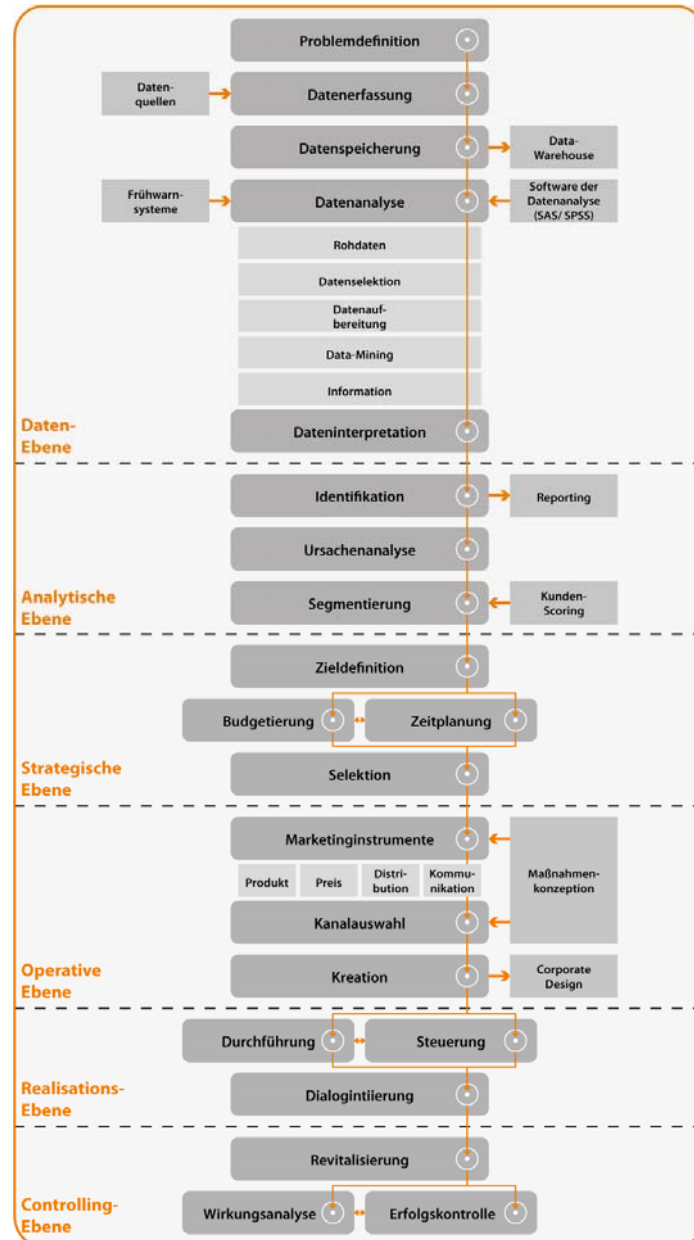 Problemdefinition
Daten-
quellen
Datenerfassung
Datenspeicherung
Data-
Warehouse
Frühwarn-
systeme
Datenanalyse
Software der
Datenanalyse
(SAS/ SPSS)
Rohdaten
Datenselektion
Datenauf-
bereitung
Data-Mining
Information
Daten-
Ebene
Dateninterpretation
Identifikation
Reporting
Ursachenanalyse
Analytische
Ebene
Segmentierung
Kunden-
Scoring
Zieldefinition
Budgetierung
Zeitplanung
Strategische
Ebene
Selektion
Marketinginstrumente
Maßnahmen-
konzeption
Produkt
Preis
Distri-
bution
Kommu-
nikation
Kanalauswahl
Operative
Ebene
Kreation
Corporate
Design
Durchführung
Steuerung
Realisations-
Ebene
Dialogintiierung
Revitalisierung
Controlling-
Ebene
Wirkungsanalyse
Erfolgskontrolle